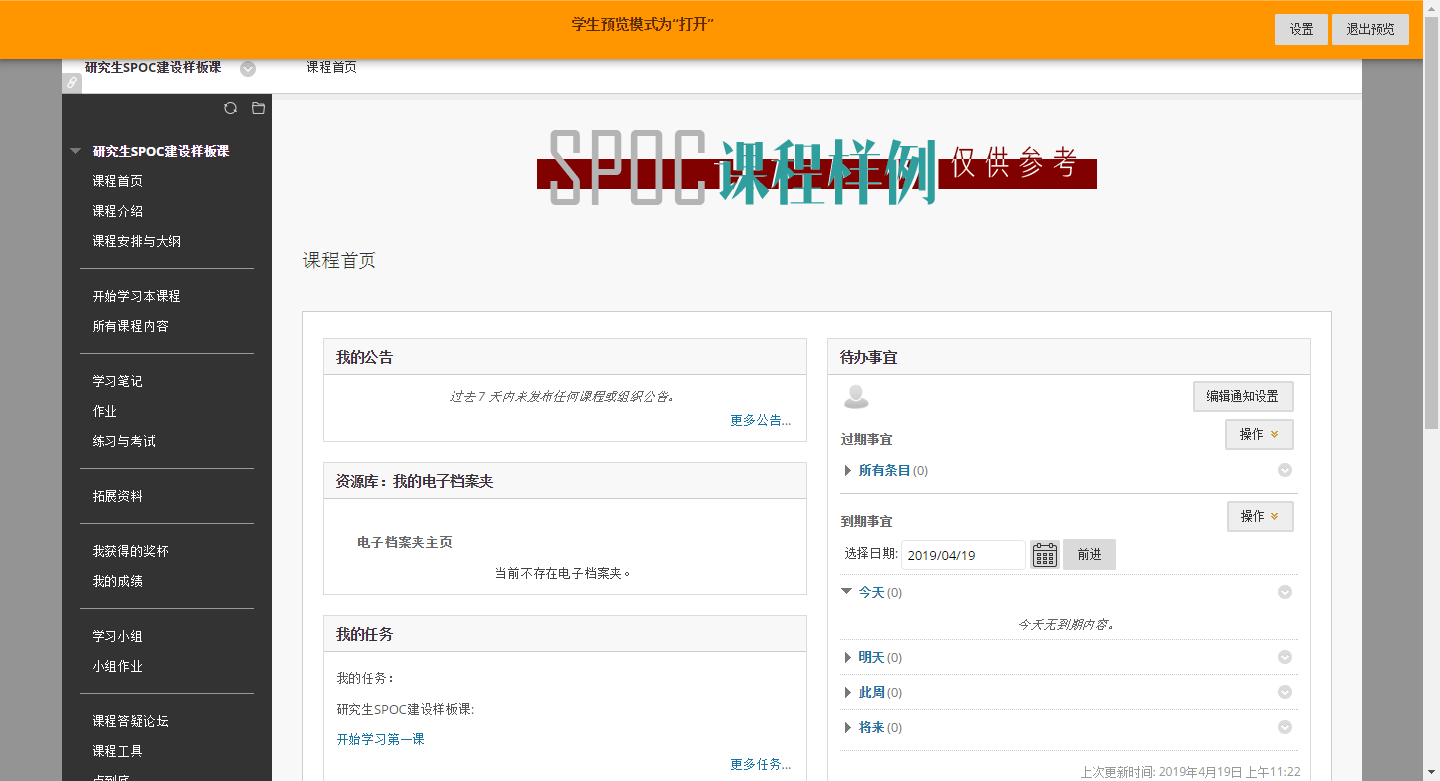 学生预览模式为“打开”
设置
退出预览
研究生SPOC建设样板课
课程首页
研究生SPOC建设样板课
课程首页
课程介绍
课程安排与大纲
开始学习本课程
所有课程内容
学习笔记
作业
练习与考试
拓展资料
我获得的奖杯
我的成绩
学习小组
小组作业
课程答疑论坛
课程工具
点到底
SPOC课程样例 仅供参考
课程首页
我的公告
过去 7 天内未发布任何课程或组织公告。
更多公告...
资源库：我的电子档案夹
电子档案夹主页
当前不存在电子档案夹。
我的任务
我的任务：
研究生SPOC建设样板课:
开始学习第一课
更多任务...
待办事宜
编辑通知设置
过期事宜
操作
所有条目 (0)
到期事宜
操作
选择日期: 2019/04/19 前进
今天 (0)
今天无到期内容。
明天 (0)
此周 (0)
将来 (0)
上次更新时间: 2019年4月19日 上午11:22